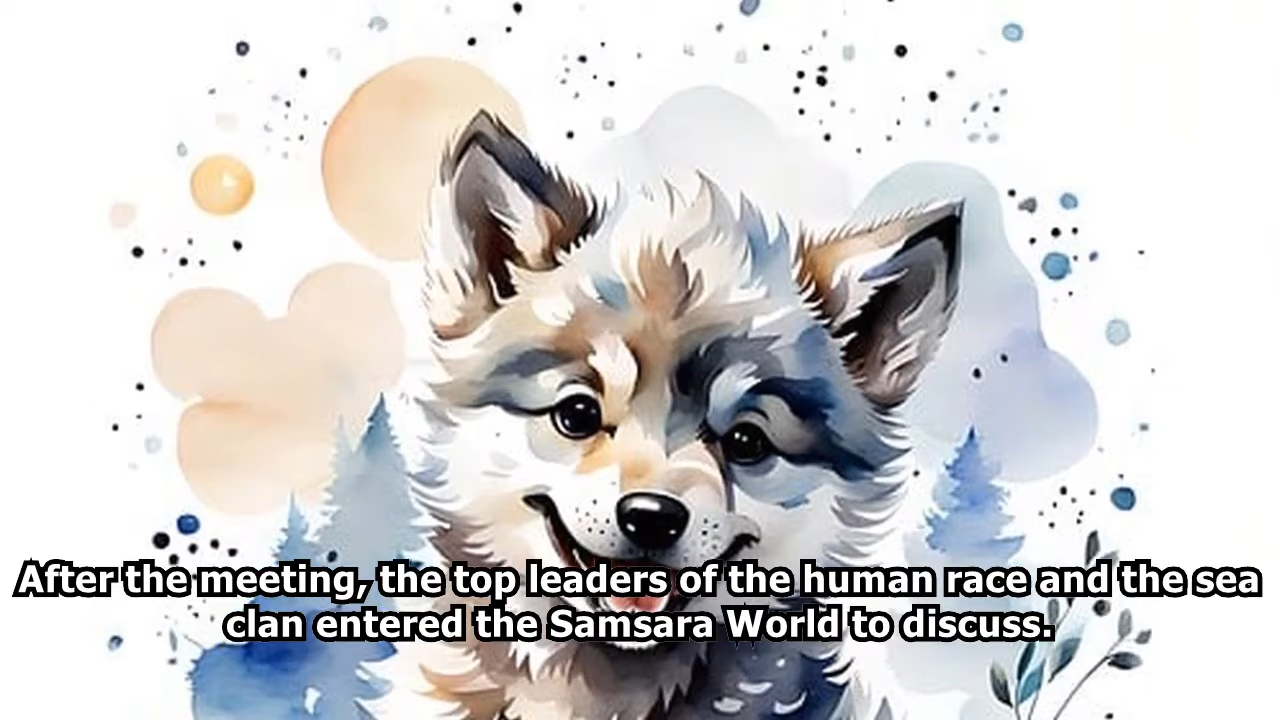 After the meeting, the top leaders of the human race and the sea
clan entered the Samsara World to discuss.